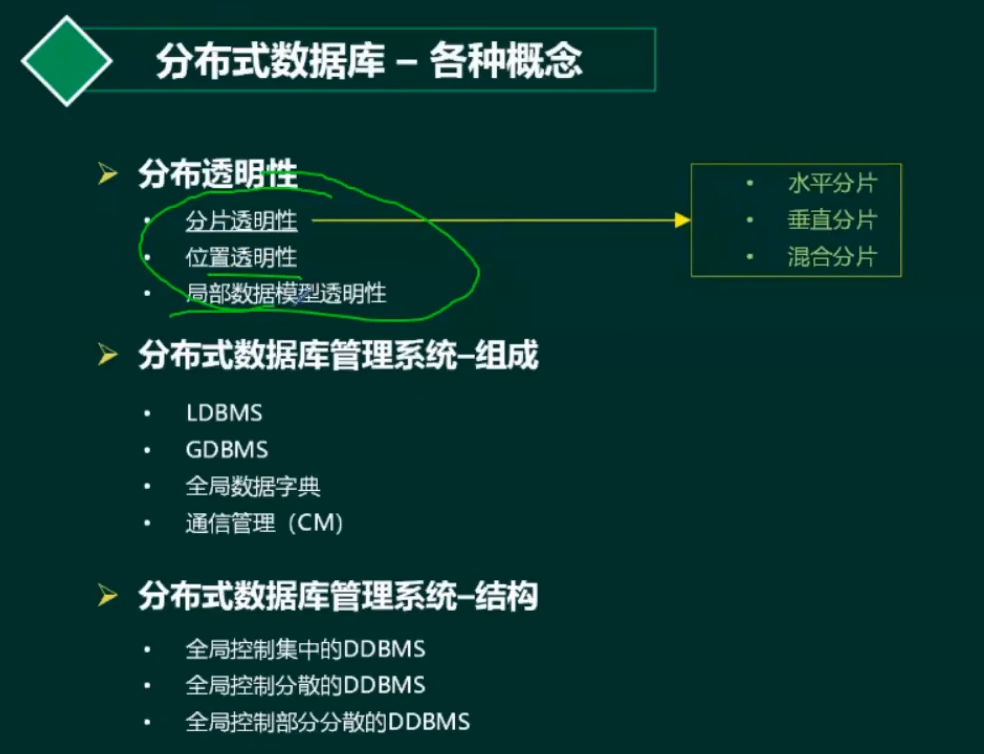 分布式数据库 – 各种概念
分布透明性
• 分片透明性
• 位置透明性
• 局部数据模型透明性
• 水平分片
• 垂直分片
• 混合分片
分布式数据库管理系统–组成
• LDBMS
• GDBMS
• 全局数据字典
• 通信管理（CM）
分布式数据库管理系统–结构
• 全局控制集中的DDBMS
• 全局控制分散的DDBMS
• 全局控制部分分散的DDBMS